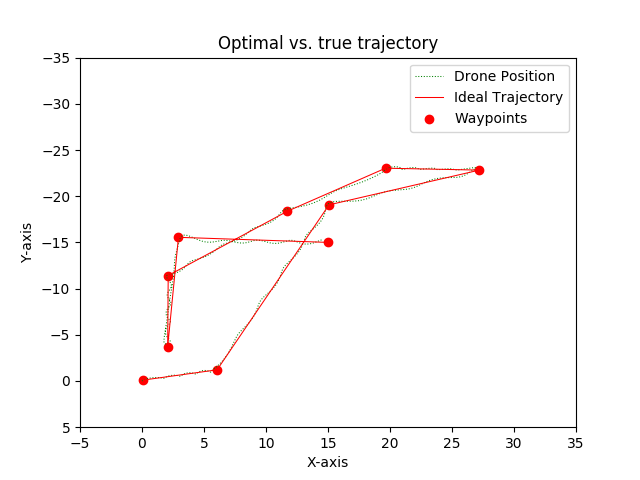 Optimal vs. true trajectory
Drone Position
Ideal Trajectory
Waypoints
Y-axis
−35
−30
−25
−20
−15
−10
−5
0
5
−5 0 5 10 15 20 25 30 35
X-axis